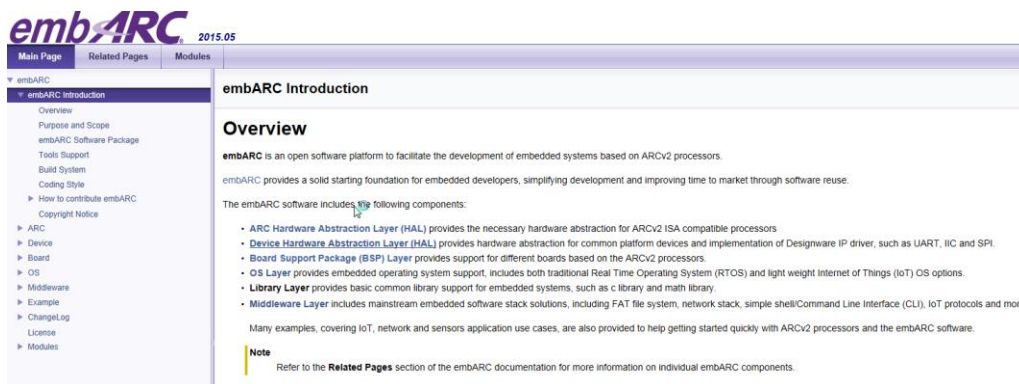 embARC 2015.05
Main Page Related Pages Modules
embARC
embARC Introduction
Overview
Purpose and Scope
embARC Software Package
Tools Support
Build System
Coding Style
How to contribute embARC
Copyright Notice
ARC
Device
Board
OS
Middleware
Example
ChangeLog
License
Modules
embARC Introduction
Overview
embARC is an open software platform to facilitate the development of embedded systems based on ARCv2 processors.
embARC provides a solid starting foundation for embedded developers, simplifying development and improving time to market through software reuse.
The embARC software includes the following components:
• ARC Hardware Abstraction Layer (HAL) provides the necessary hardware abstraction for ARCv2 ISA compatible processors
• Device Hardware Abstraction Layer (HAL) provides hardware abstraction for common platform devices and implementation of Designware IP driver, such as UART, IIC and SPI.
• Board Support Package (BSP) Layer provides support for different boards based on the ARCv2 processors.
• OS Layer provides embedded operating system support, includes both traditional Real Time Operating System (RTOS) and light weight Internet of Things (IoT) OS options.
• Library Layer provides basic common library support for embedded systems, such as c library and math library.
• Middleware Layer includes mainstream embedded software stack solutions, including FAT file system, network stack, simple shell/Command Line Interface (CLI), IoT protocols and mor
Many examples, covering IoT, network and sensors application use cases, are also provided to help getting started quickly with ARCv2 processors and the embARC software.
Note
Refer to the Related Pages section of the embARC documentation for more information on individual embARC components.